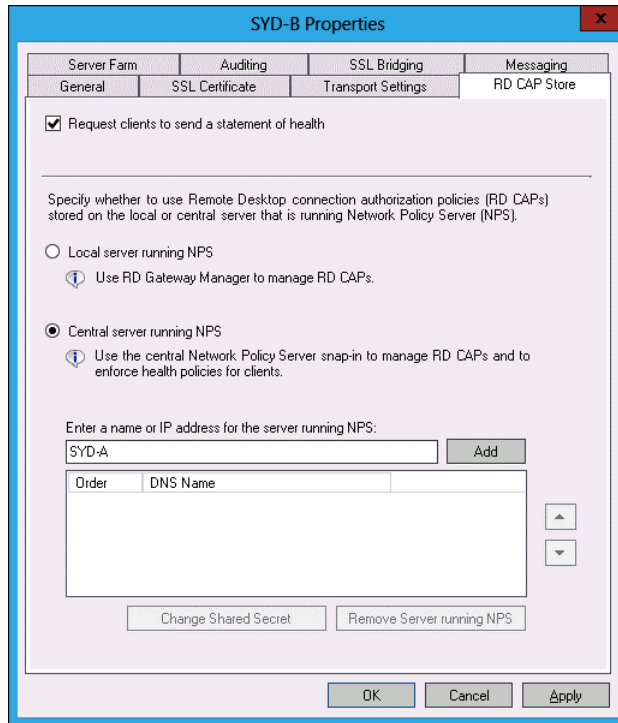 SYD-B Properties
x
Server Farm
Auditing
SSL Bridging
Messaging
General
SSL Certificate
Transport Settings
RD CAP Store
Request clients to send a statement of health
Specify whether to use Remote Desktop connection authorization policies (RD CAPs)
stored on the local or central server that is running Network Policy Server (NPS).
Local server running NPS
Use RD Gateway Manager to manage RD CAPs.
Central server running NPS
Use the central Network Policy Server snap-in to manage RD CAPs and to
enforce health policies for clients.
Enter a name or IP address for the server running NPS:
SYD-A
Add
Order
DNS Name
Change Shared Secret
Remove Server running NPS
OK
Cancel
Apply